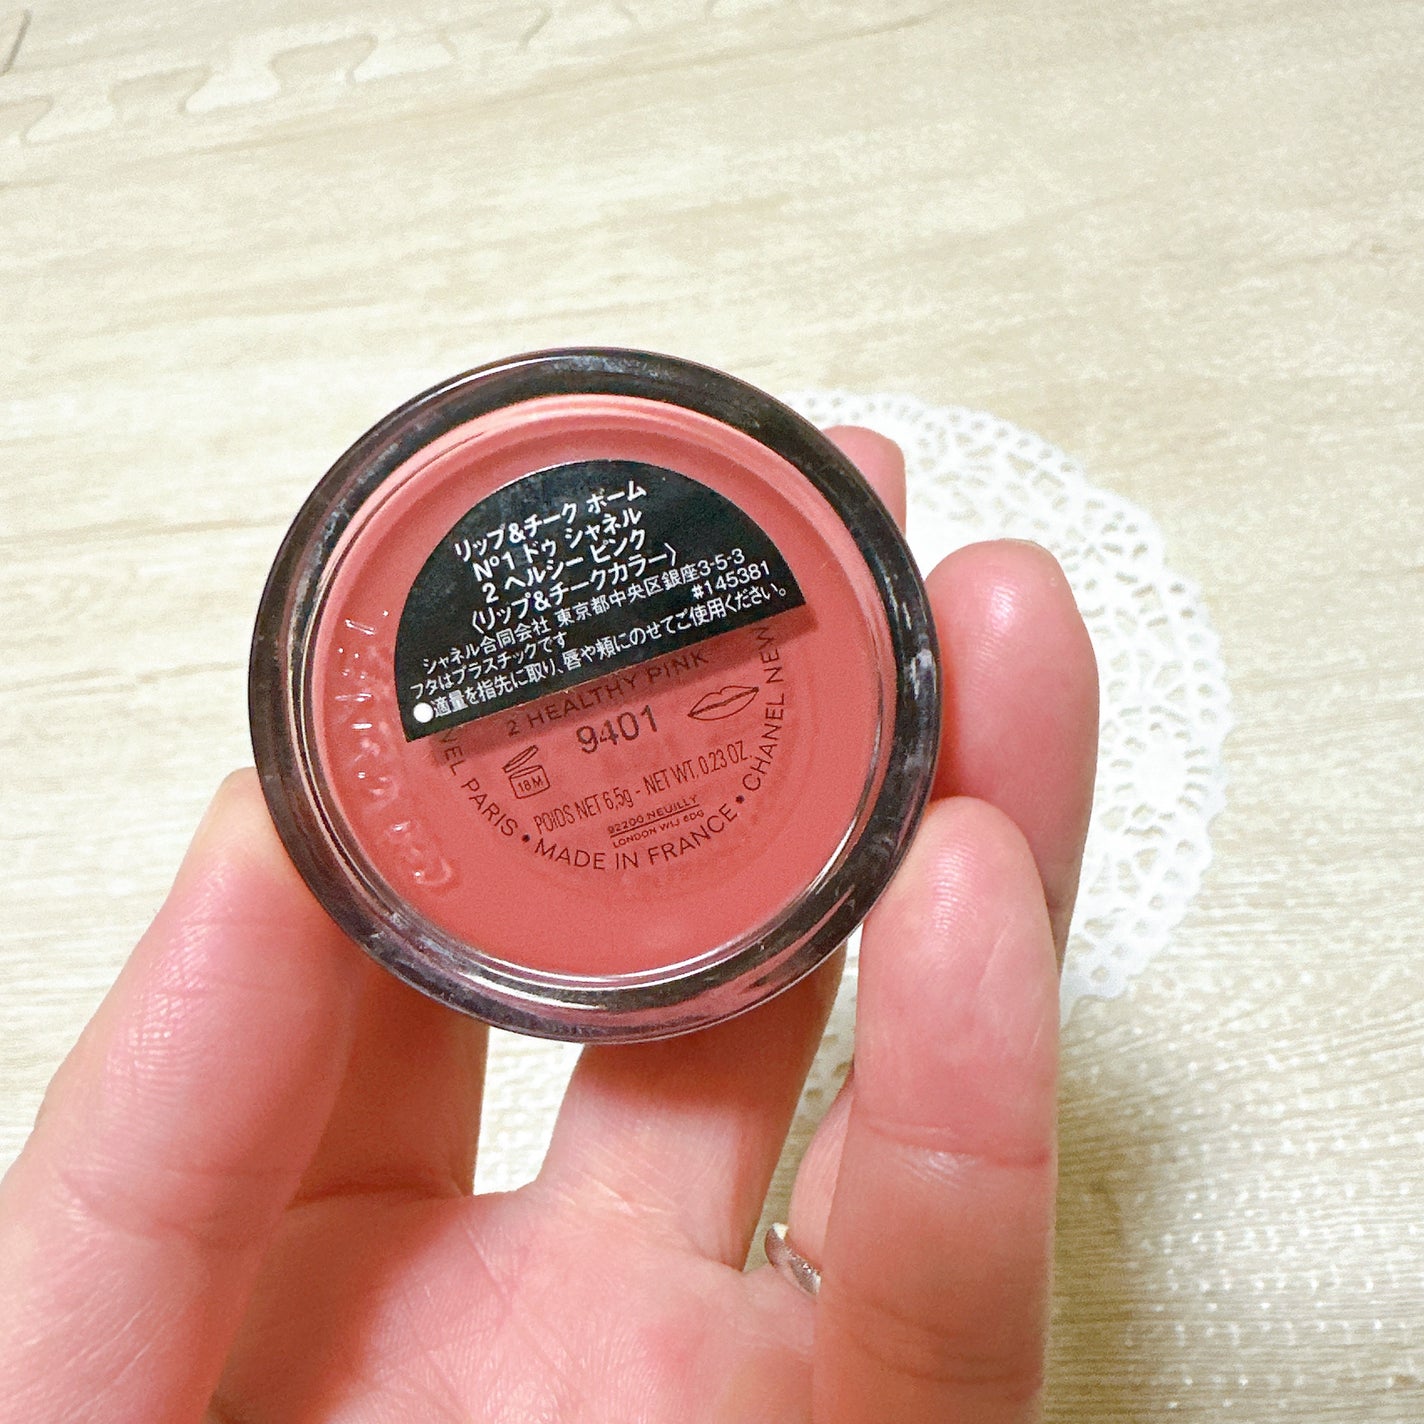 リップ&チーク ボーム
N°1 ドゥ シャネル
2 ヘルシー ピンク
〈リップ&チークカラー〉
シャネル合同会社 東京都中央区銀座3-5-3
フタはプラスチックです #145381
●適量を指先に取り、唇や頬にのせてご使用ください。
2 HEALTHY PINK
9401
18M
POIDS NET 6,5g - NET WT. 0.23 OZ
92200 NEUILLY
LONDON W1J 6DG
PARIS • MADE IN FRANCE • CHANEL NEW
CHANEL